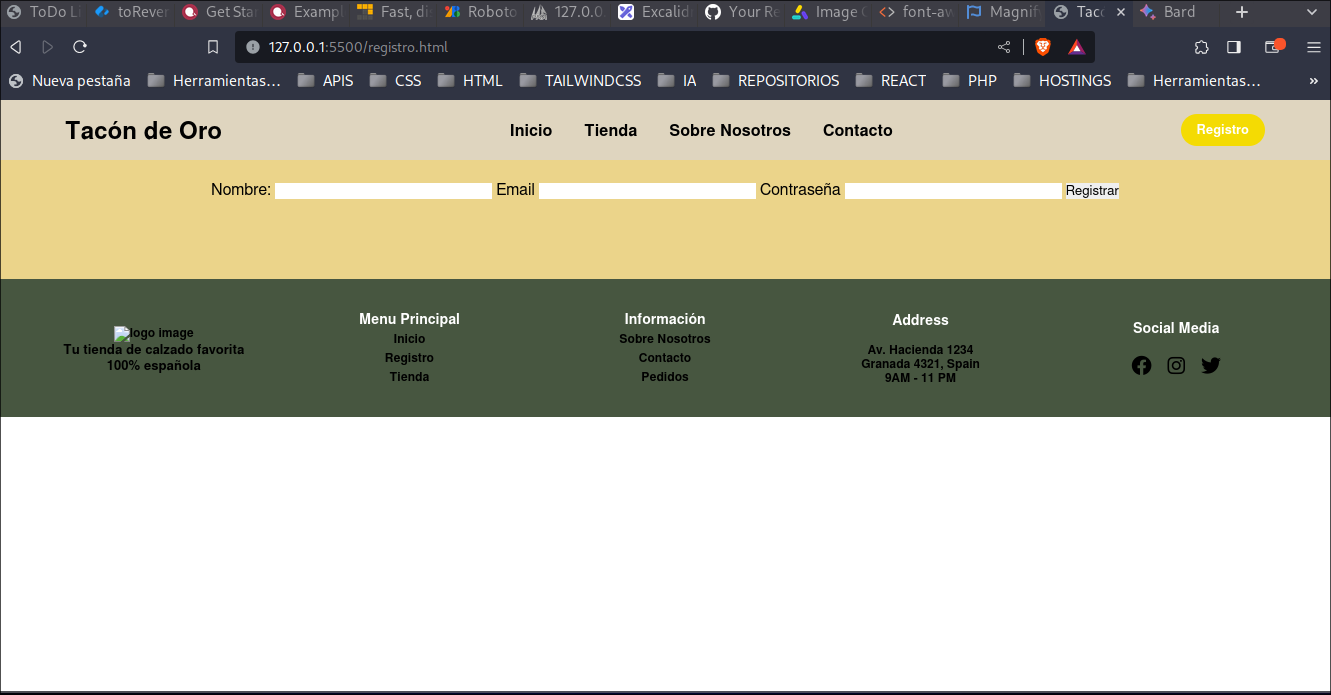 ToDo Li toRever Get Star Exampl Fast, dis Roboto 127.0.0. Excalid Your Re Image C font-aw Magnif Taco Bard
127.0.0.1:5500/registro.html
Nueva pestaña Herramientas... APIS CSS HTML TAILWINDCSS IA REPOSITORIOS REACT PHP HOSTINGS Herramientas... »
Tacón de Oro Inicio Tienda Sobre Nosotros Contacto Registro
Nombre: Email Contraseña Registrar
logo image
Tu tienda de calzado favorita
100% española
Menu Principal
Inicio
Registro
Tienda
Información
Sobre Nosotros
Contacto
Pedidos
Address
Av. Hacienda 1234
Granada 4321, Spain
9AM - 11 PM
Social Media